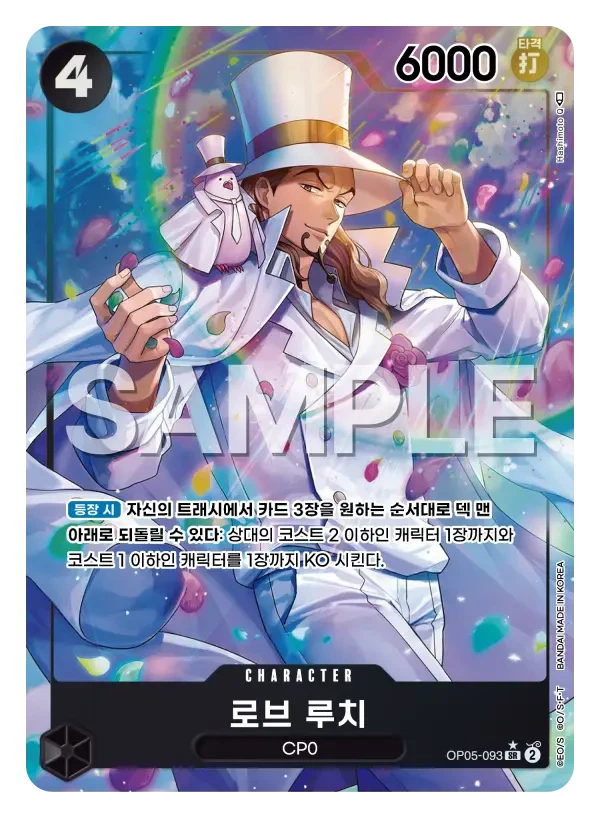 4
6000
타격
打
Hashimoto Q
SAMPLE
등장 시 자신의 트래시에서 카드 3장을 원하는 순서대로 덱 맨
아래로 되돌릴 수 있다: 상대의 코스트 2 이하인 캐릭터 1장까지와
코스트 1 이하인 캐릭터를 1장까지 KO 시킨다.
CHARACTER
로브 루치
CP0
OP05-093 ★ SR 2
©E.O/S ©O/S·F·T BANDAI MADE IN KOREA